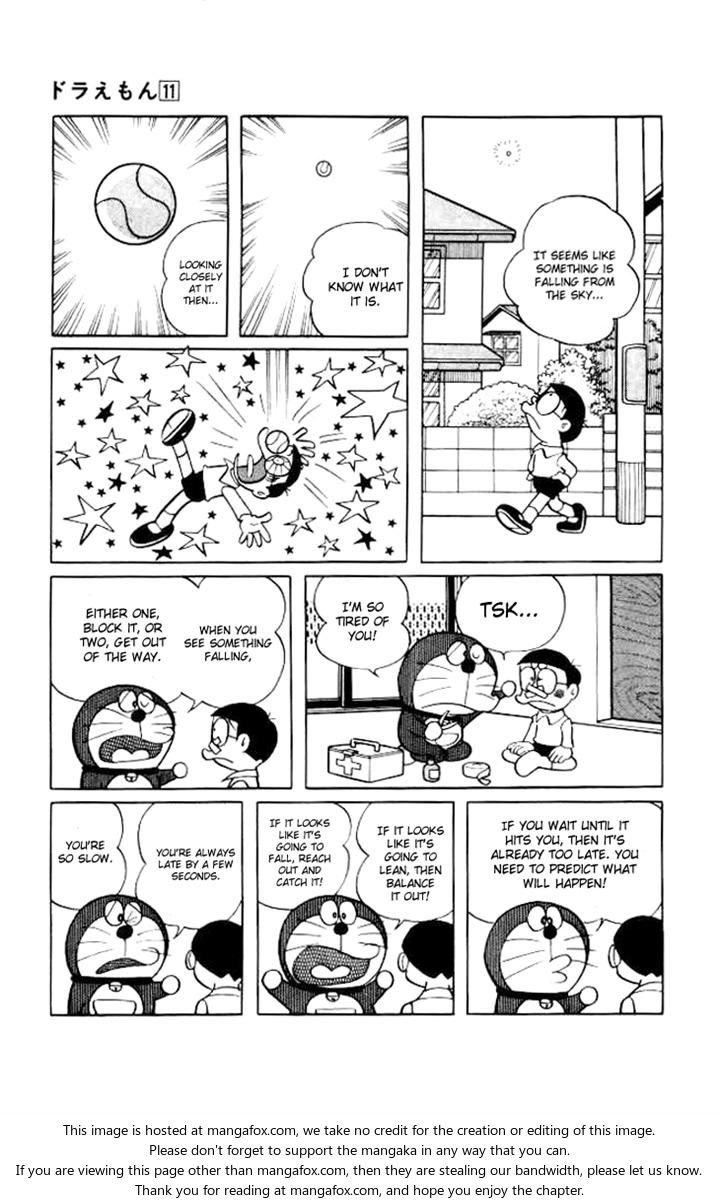 ドラえもん11
IT SEEMS LIKE
SOMETHING IS
FALLING FROM
THE SKY...
I DON'T
KNOW WHAT
IT IS.
LOOKING
CLOSELY
AT IT
THEN...
TSK...
I'M SO
TIRED OF
YOU!
WHEN YOU
SEE SOMETHING
FALLING,
EITHER ONE,
BLOCK IT, OR
TWO, GET OUT
OF THE WAY.
IF YOU WAIT UNTIL IT
HITS YOU, THEN IT'S
ALREADY TOO LATE. YOU
NEED TO PREDICT WHAT
WILL HAPPEN!
IF IT LOOKS
LIKE IT'S
GOING TO
LEAN, THEN
BALANCE
IT OUT!
IF IT LOOKS
LIKE IT'S
GOING TO
FALL, REACH
OUT AND
CATCH IT!
YOU'RE ALWAYS
LATE BY A FEW
SECONDS.
YOU'RE
SO SLOW.
This image is hosted at mangafox.com, we take no credit for the creation or editing of this image.
Please don't forget to support the mangaka in any way that you can.
If you are viewing this page other than mangafox.com, then they are stealing our bandwidth, please let us know.
Thank you for reading at mangafox.com, and hope you enjoy the chapter.